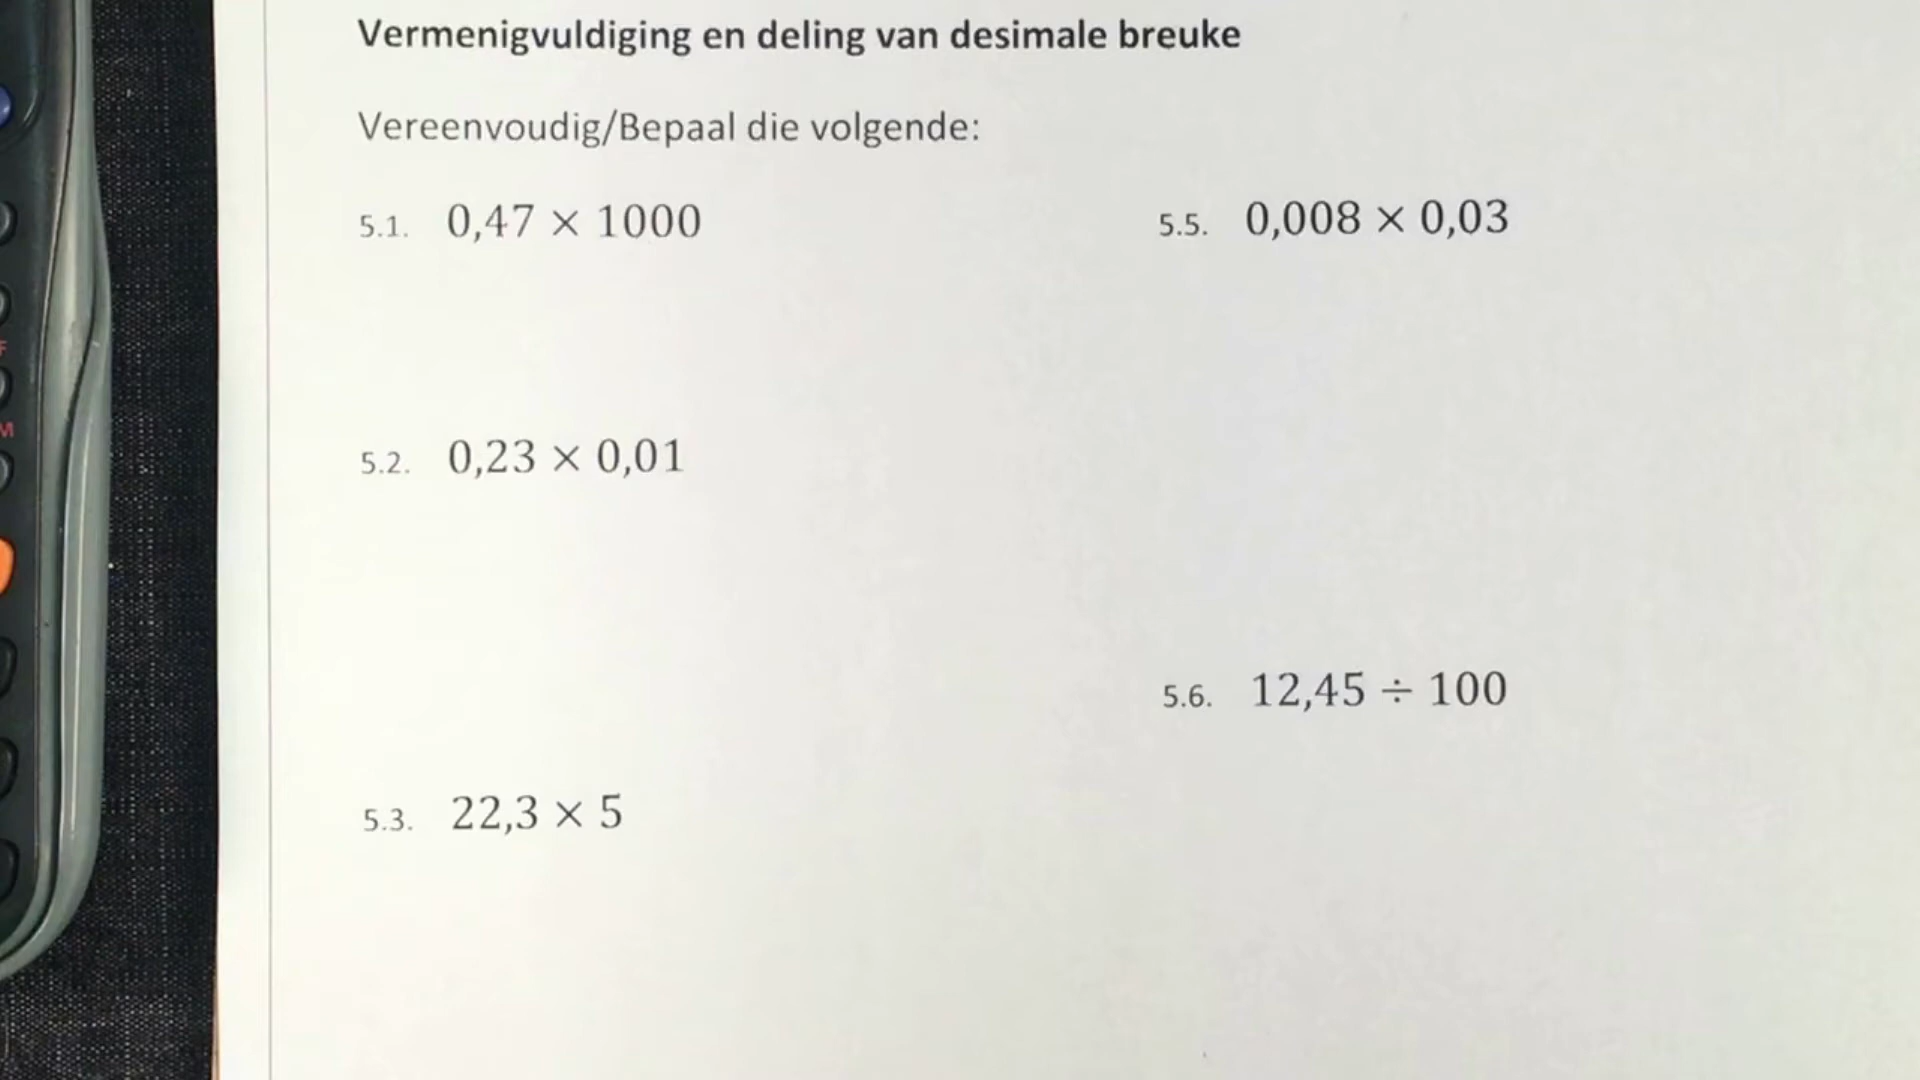 Vermenigvuldiging en deling van desimale breuke
Vereenvoudig/Bepaal die volgende:
5.1. 0,47 × 1000
5.2. 0,23 × 0,01
5.3. 22,3 × 5
5.5. 0,008 × 0,03
5.6. 12,45 ÷ 100
F
M